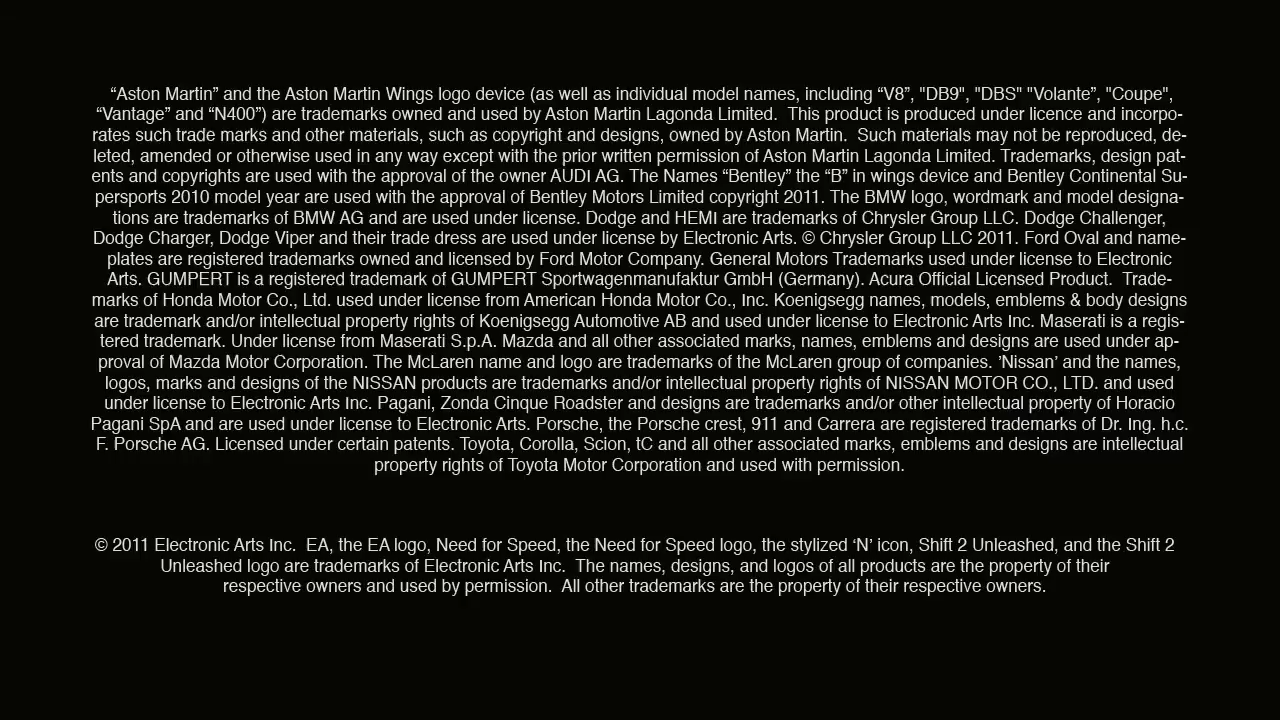 “Aston Martin” and the Aston Martin Wings logo device (as well as individual model names, including “V8”, "DB9", "DBS" "Volante”, "Coupe",
“Vantage” and “N400”) are trademarks owned and used by Aston Martin Lagonda Limited.  This product is produced under licence and incorpo-
rates such trade marks and other materials, such as copyright and designs, owned by Aston Martin.  Such materials may not be reproduced, de-
leted, amended or otherwise used in any way except with the prior written permission of Aston Martin Lagonda Limited. Trademarks, design pat-
ents and copyrights are used with the approval of the owner AUDI AG. The Names “Bentley” the “B” in wings device and Bentley Continental Su-
persports 2010 model year are used with the approval of Bentley Motors Limited copyright 2011. The BMW logo, wordmark and model designa-
tions are trademarks of BMW AG and are used under license. Dodge and HEMI are trademarks of Chrysler Group LLC. Dodge Challenger,
Dodge Charger, Dodge Viper and their trade dress are used under license by Electronic Arts. © Chrysler Group LLC 2011. Ford Oval and name-
plates are registered trademarks owned and licensed by Ford Motor Company. General Motors Trademarks used under license to Electronic
Arts. GUMPERT is a registered trademark of GUMPERT Sportwagenmanufaktur GmbH (Germany). Acura Official Licensed Product.  Trade-
marks of Honda Motor Co., Ltd. used under license from American Honda Motor Co., Inc. Koenigsegg names, models, emblems & body designs
are trademark and/or intellectual property rights of Koenigsegg Automotive AB and used under license to Electronic Arts Inc. Maserati is a regis-
tered trademark. Under license from Maserati S.p.A. Mazda and all other associated marks, names, emblems and designs are used under ap-
proval of Mazda Motor Corporation. The McLaren name and logo are trademarks of the McLaren group of companies. ’Nissan’ and the names,
logos, marks and designs of the NISSAN products are trademarks and/or intellectual property rights of NISSAN MOTOR CO., LTD. and used
under license to Electronic Arts Inc. Pagani, Zonda Cinque Roadster and designs are trademarks and/or other intellectual property of Horacio
Pagani SpA and are used under license to Electronic Arts. Porsche, the Porsche crest, 911 and Carrera are registered trademarks of Dr. Ing. h.c.
F. Porsche AG. Licensed under certain patents. Toyota, Corolla, Scion, tC and all other associated marks, emblems and designs are intellectual
property rights of Toyota Motor Corporation and used with permission.
© 2011 Electronic Arts Inc.  EA, the EA logo, Need for Speed, the Need for Speed logo, the stylized ‘N’ icon, Shift 2 Unleashed, and the Shift 2
Unleashed logo are trademarks of Electronic Arts Inc.  The names, designs, and logos of all products are the property of their
respective owners and used by permission.  All other trademarks are the property of their respective owners.